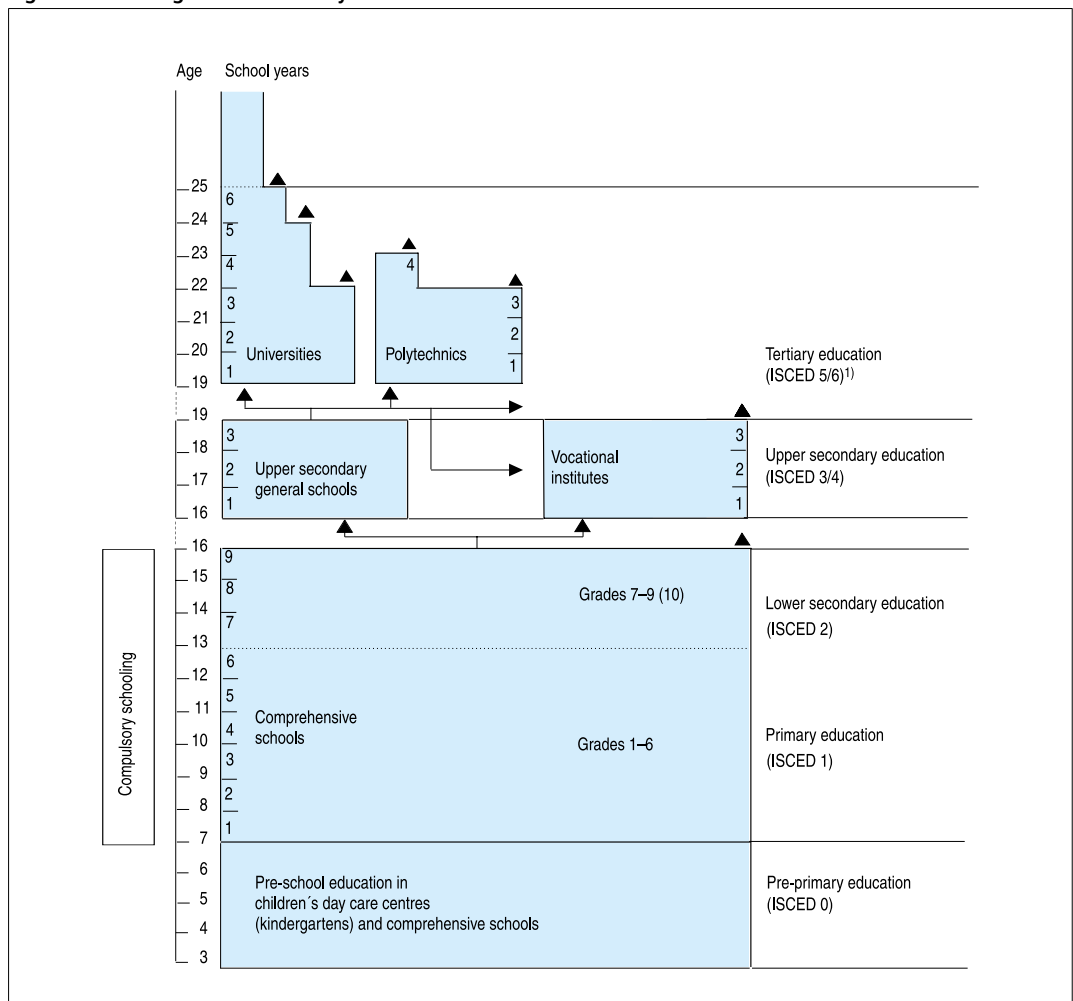 Age School years
25
24
23
22
21
20
19
6
5
4
3
2
1
Universities
4
3
2
1
Polytechnics
Tertiary education
(ISCED 5/6)1)
19
18
17
16
3
2
1
Upper secondary
general schools
Vocational
institutes
3
2
1
Upper secondary education
(ISCED 3/4)
Compulsory schooling
16
15
14
13
12
11
10
9
8
7
9
8
7
6
5
4
3
2
1
Grades 7–9 (10)
Lower secondary education
(ISCED 2)
Comprehensive
schools
Grades 1–6
Primary education
(ISCED 1)
6
5
4
3
Pre-school education in
children´s day care centres
(kindergartens) and comprehensive schools
Pre-primary education
(ISCED 0)